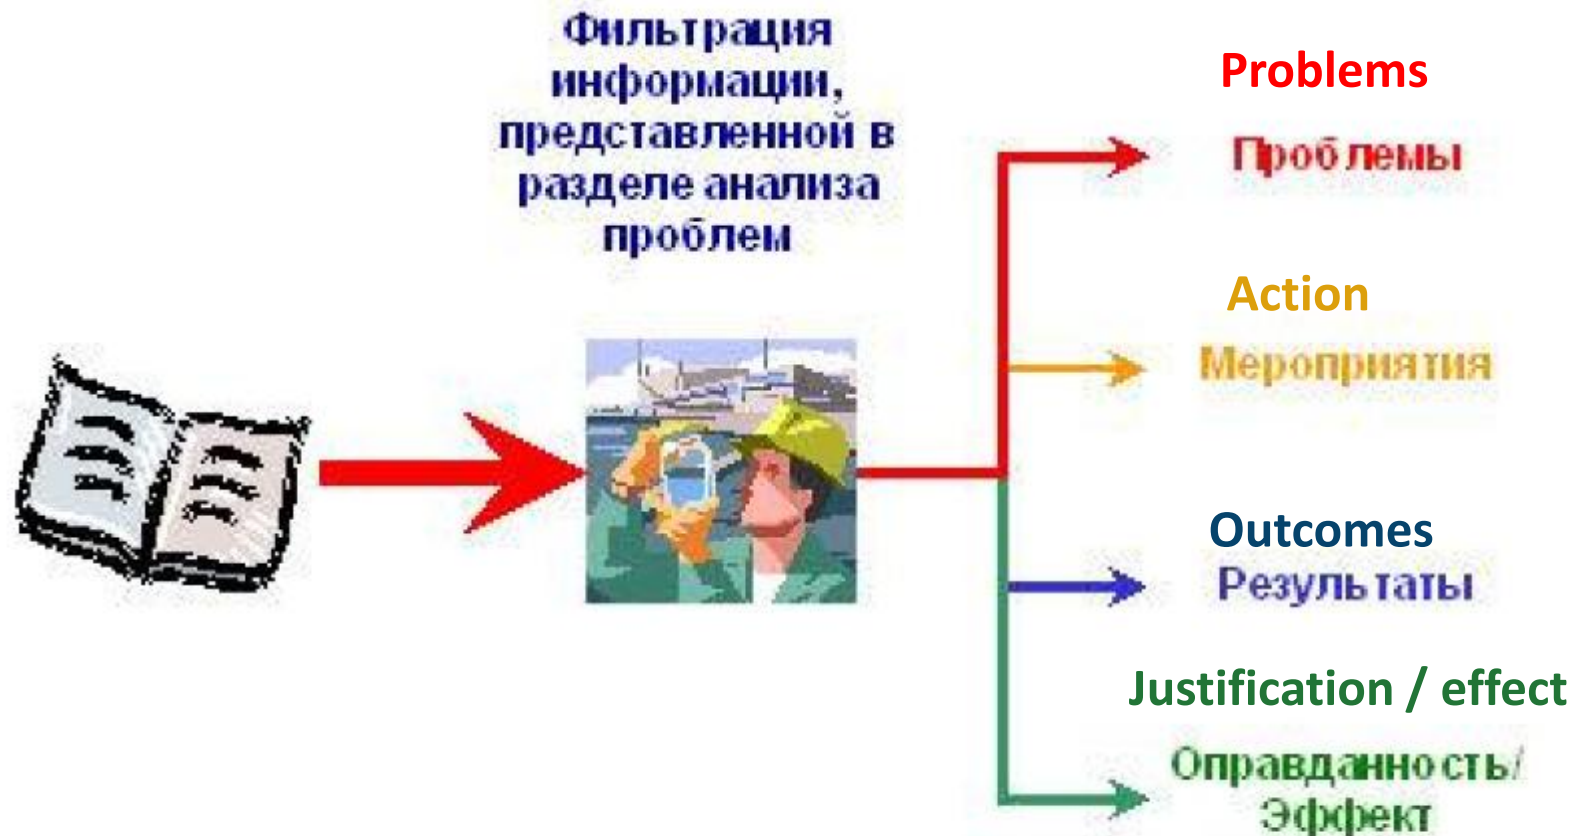 Фильтрация
информации,
представленной в
разделе анализа
проблем
Problems
Проблемы
Action
Мероприятия
Outcomes
Результаты
Justification / effect
Оправданность/
Эффект